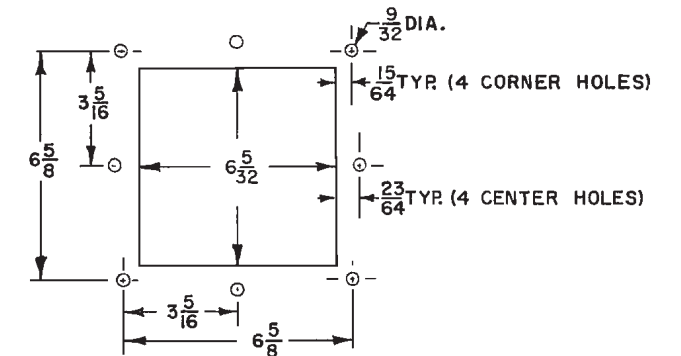 9/32 DIA.
15/64 TYP. (4 CORNER HOLES)
3 5/16
6 5/8
6 5/32
23/64 TYP. (4 CENTER HOLES)
3 5/16
6 5/8